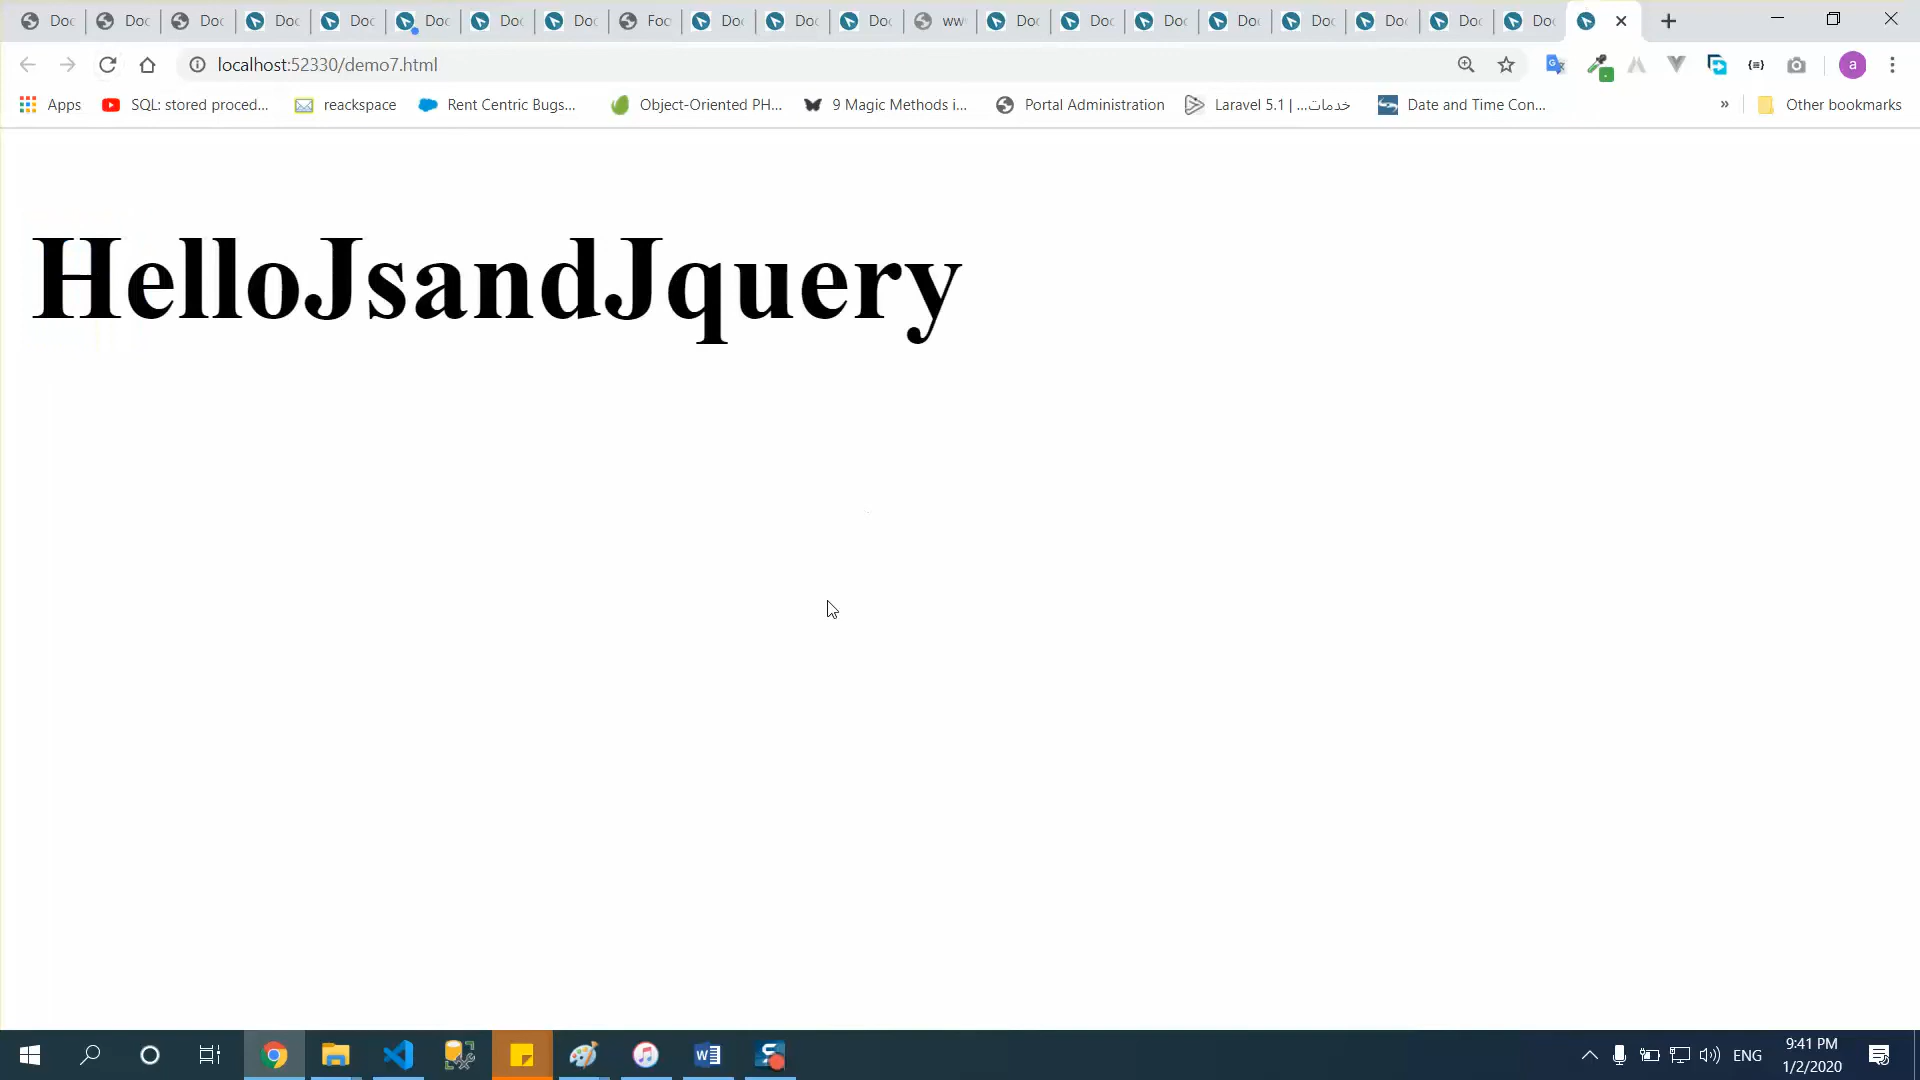 Doc Doc Doc Doc Doc Doc Doc Doc Foc Doc Doc Doc ww Doc Doc Doc Doc Doc Doc Doc Doc
localhost:52330/demo7.html
a
Apps SQL: stored proced... reackspace Rent Centric Bugs... Object-Oriented PH... 9 Magic Methods i... Portal Administration Laravel 5.1 | ...خدمات Date and Time Con... » Other bookmarks
HelloJsandJquery
ENG
9:41 PM
1/2/2020